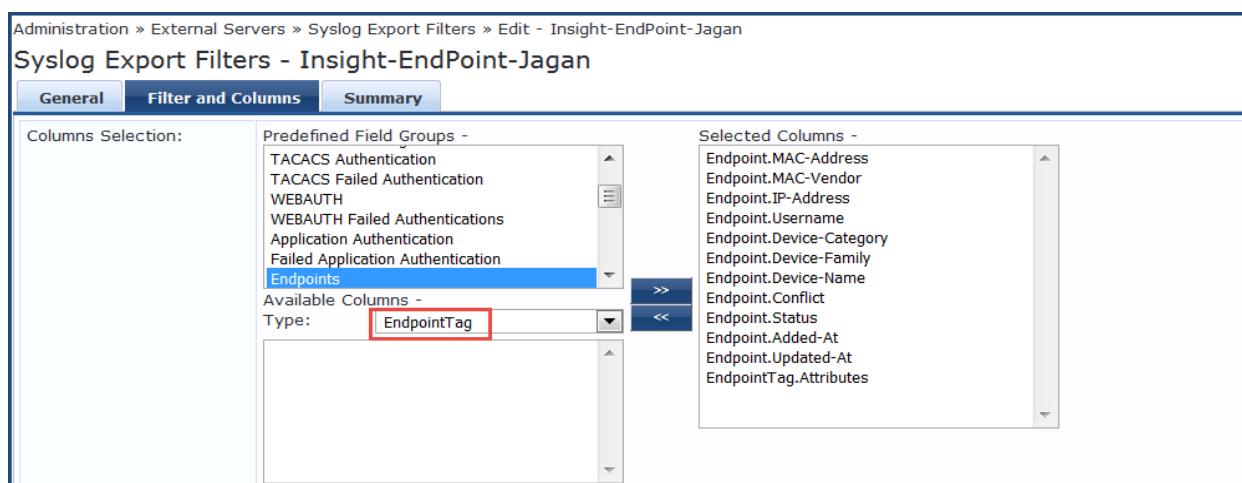 Administration » External Servers » Syslog Export Filters » Edit - Insight-EndPoint-Jagan
Syslog Export Filters - Insight-EndPoint-Jagan
General
Filter and Columns
Summary
Columns Selection:
Predefined Field Groups -
TACACS Authentication
TACACS Failed Authentication
WEBAUTH
WEBAUTH Failed Authentications
Application Authentication
Failed Application Authentication
Endpoints
Available Columns -
Type:
EndpointTag
>>
<<
Selected Columns -
Endpoint.MAC-Address
Endpoint.MAC-Vendor
Endpoint.IP-Address
Endpoint.Username
Endpoint.Device-Category
Endpoint.Device-Family
Endpoint.Device-Name
Endpoint.Conflict
Endpoint.Status
Endpoint.Added-At
Endpoint.Updated-At
EndpointTag.Attributes